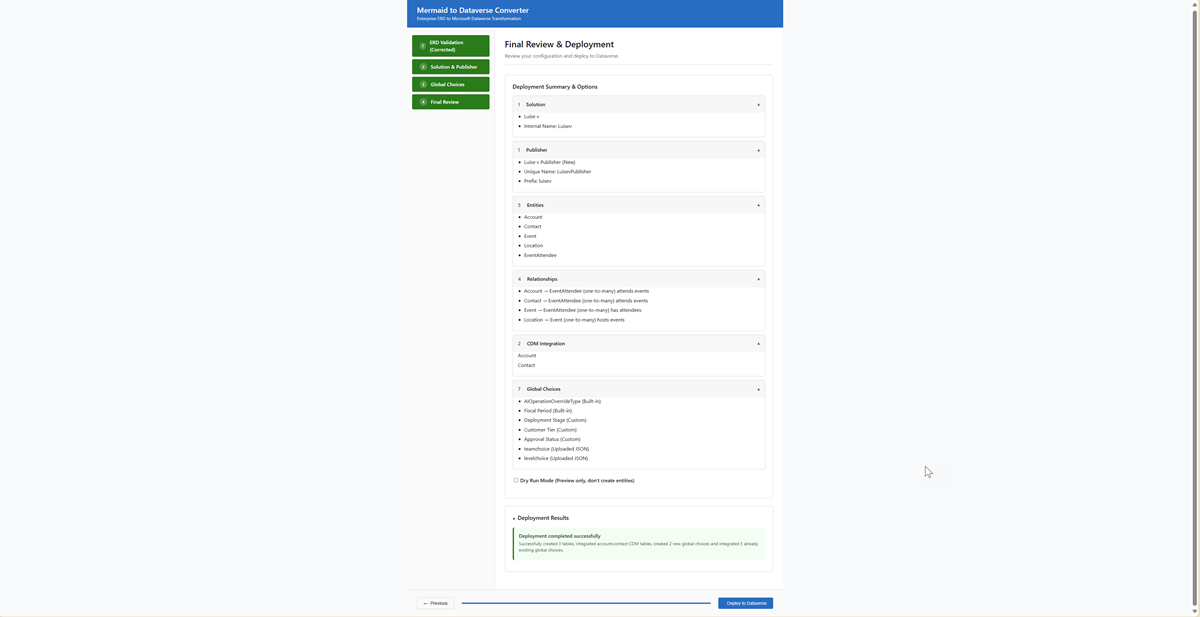 Mermaid to Dataverse Converter
Enterprise ERD to Microsoft Dataverse Transformation
1 ERD Validation
(Corrected)
2 Solution & Publisher
3 Global Choices
4 Final Review
Final Review & Deployment
Review your configuration and deploy to Dataverse
Deployment Summary & Options
1 Solution
Luise v
Internal Name: Luisev
1 Publisher
Luise v Publisher (New)
Unique Name: LuisevPublisher
Prefix: luisev
5 Entities
Account
Contact
Event
Location
EventAttendee
4 Relationships
Account → EventAttendee (one-to-many) attends events
Contact → EventAttendee (one-to-many) attends events
Event → EventAttendee (one-to-many) has attendees
Location → Event (one-to-many) hosts events
2 CDM Integration
Account
Contact
7 Global Choices
AIOperationOverrideType (Built-in)
Fiscal Period (Built-in)
Deployment Stage (Custom)
Customer Tier (Custom)
Approval Status (Custom)
teamchoice (Uploaded JSON)
levelchoice (Uploaded JSON)
Dry Run Mode (Preview only, don't create entities)
Deployment Results
Deployment completed successfully
Successfully created 3 tables, integrated account,contact CDM tables, created 2 new global choices and integrated 5 already
existing global choices.
← Previous
Deploy to Dataverse